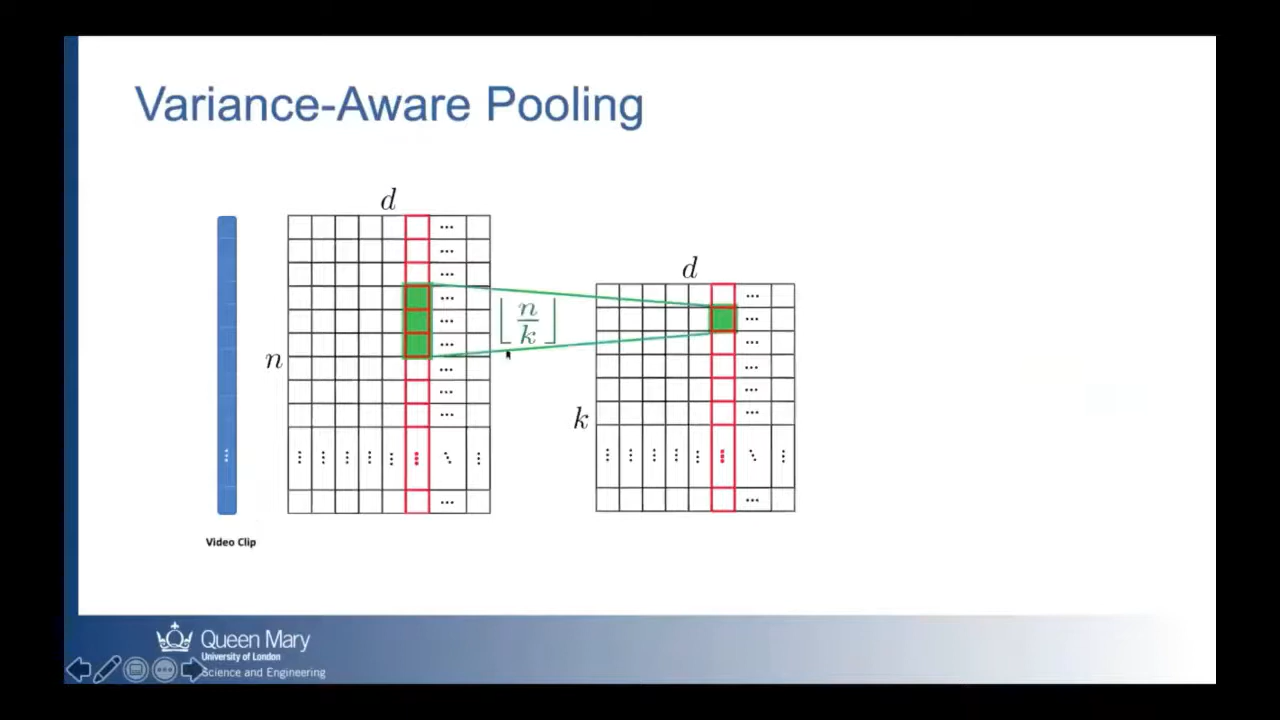 Variance-Aware Pooling
d
d
n
⌊n/k⌋
k
Video Clip
Queen Mary
University of London
Science and Engineering